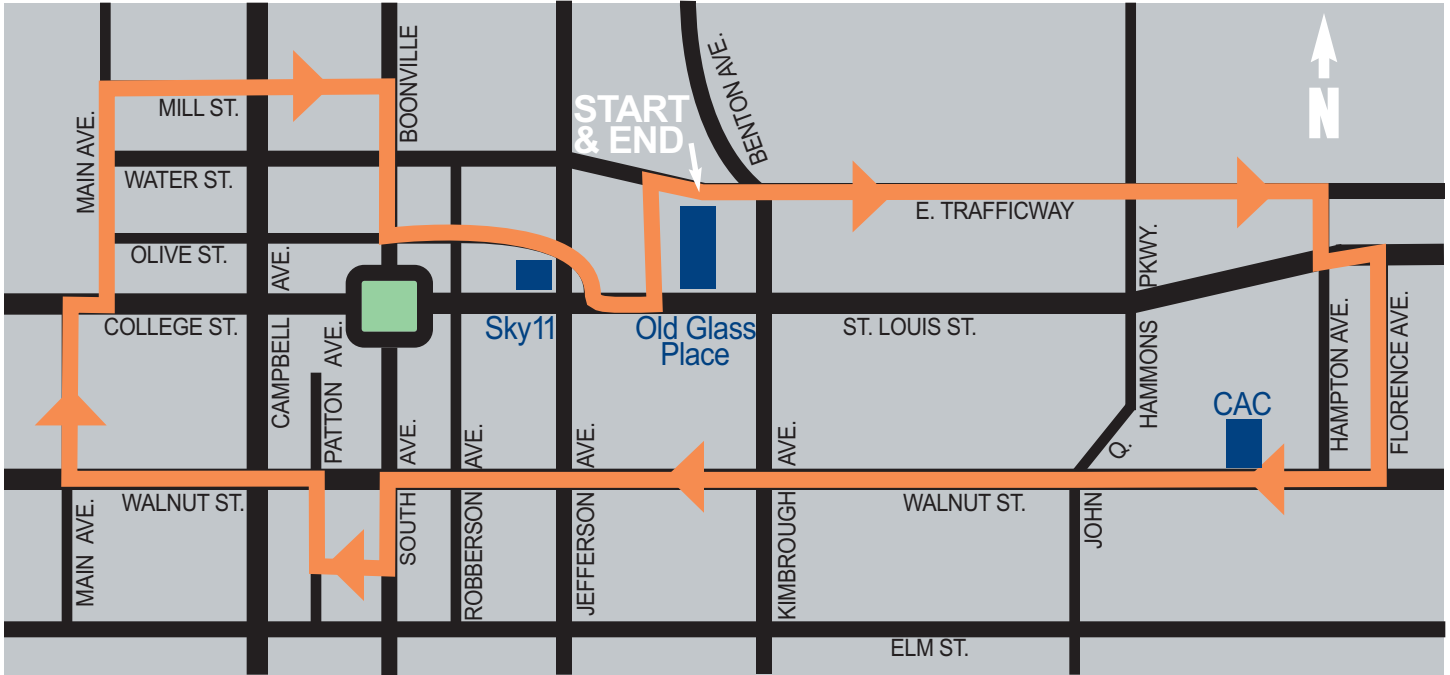 BOONVILLE
BENTON AVE.
START
& END
N
MILL ST.
MAIN AVE.
WATER ST.
E. TRAFFICWAY
OLIVE ST.
AVE.
PKWY.
COLLEGE ST.
CAMPBELL
PATTON AVE.
Sky11
Old Glass
Place
ST. LOUIS ST.
HAMMONS
HAMPTON AVE.
FLORENCE AVE.
CAC
AVE.
AVE.
AVE.
AVE.
Q.
WALNUT ST.
WALNUT ST.
MAIN AVE.
SOUTH
ROBBERSON
JEFFERSON
KIMBROUGH
JOHN
ELM ST.